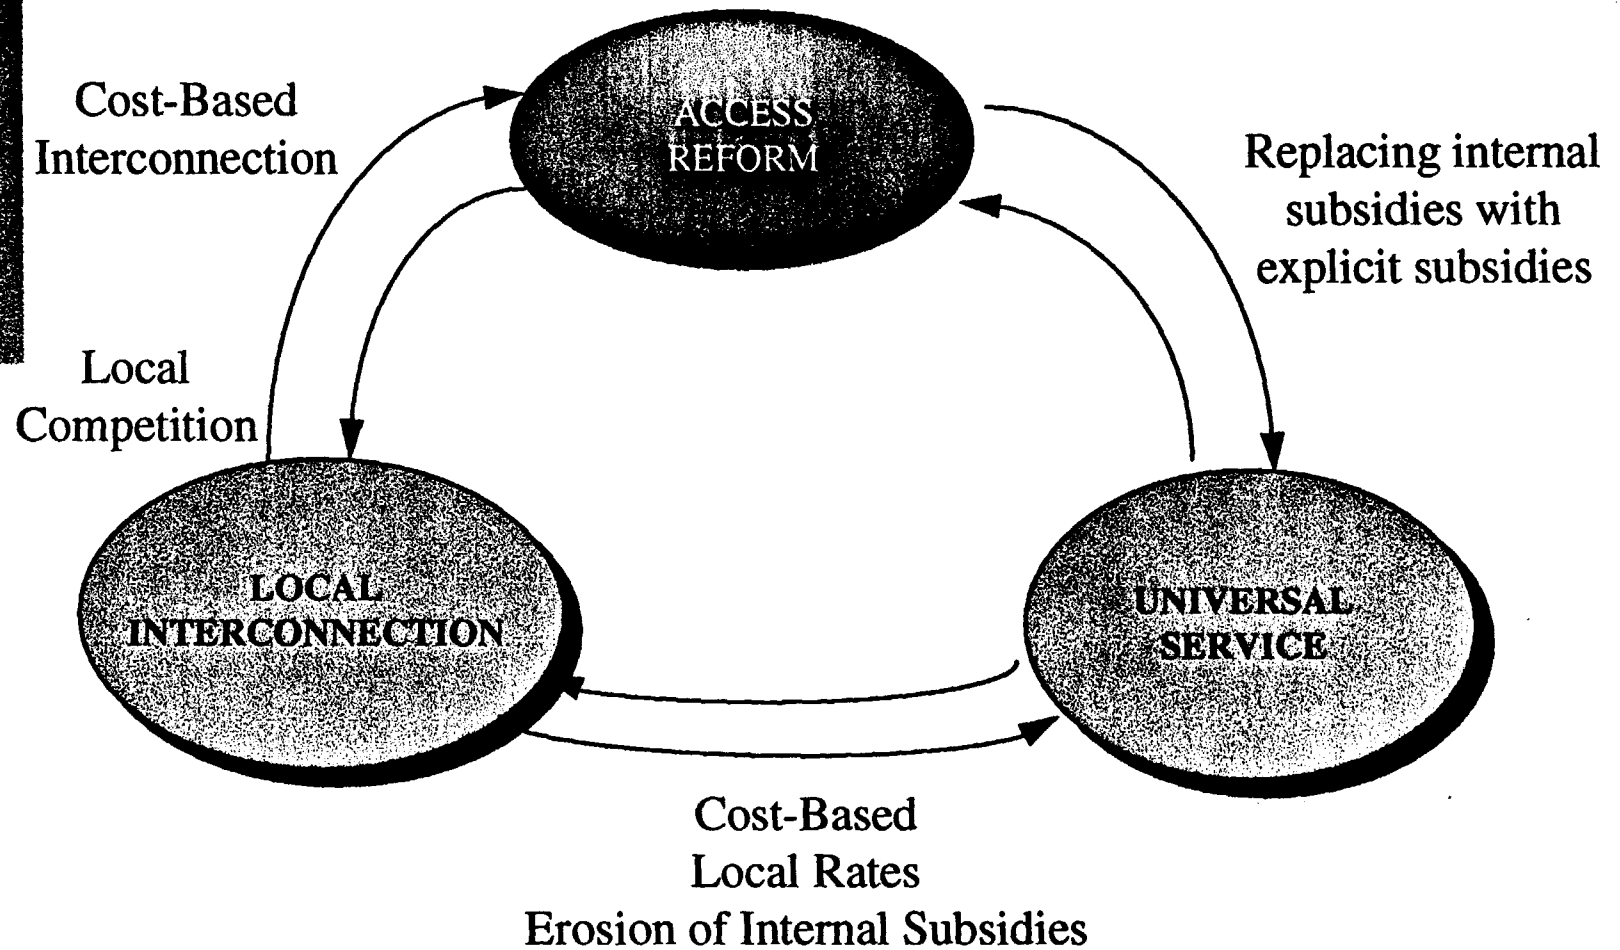 Cost-Based
Interconnection
ACCESS
REFORM
Replacing internal
subsidies with
explicit subsidies
Local
Competition
LOCAL
INTERCONNECTION
UNIVERSAL
SERVICE
Cost-Based
Local Rates
Erosion of Internal Subsidies